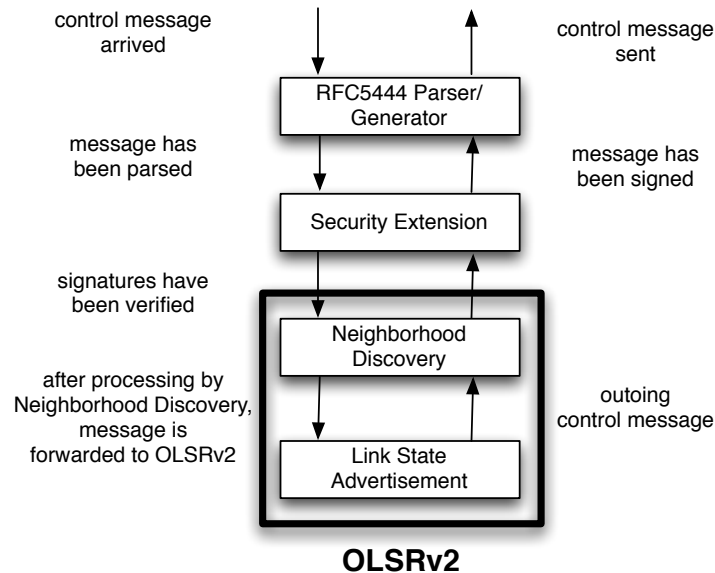 control message
arrived
control message
sent
RFC5444 Parser/
Generator
message has
been parsed
message has
been signed
Security Extension
signatures have
been verified
Neighborhood
Discovery
after processing by
Neighborhood Discovery,
message is
forwarded to OLSRv2
outoing
control message
Link State
Advertisement
OLSRv2